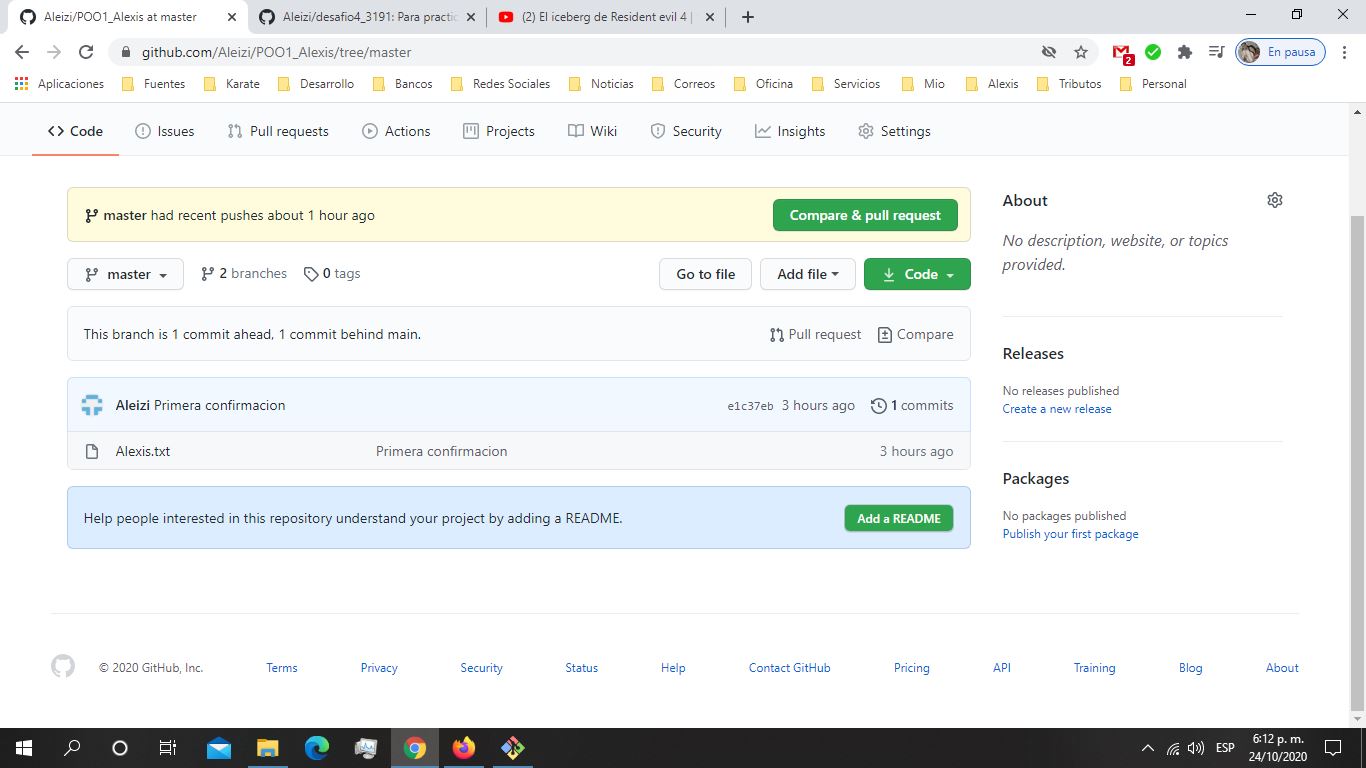 Aleizi/POO1_Alexis at master
Aleizi/desafio4_3191: Para practic
(2) El iceberg de Resident evil 4 |
github.com/Aleizi/POO1_Alexis/tree/master
2
En pausa
Aplicaciones
Fuentes
Karate
Desarrollo
Bancos
Redes Sociales
Noticias
Correos
Oficina
Servicios
Mio
Alexis
Tributos
Personal
Code
Issues
Pull requests
Actions
Projects
Wiki
Security
Insights
Settings
master had recent pushes about 1 hour ago
Compare & pull request
master
2 branches
0 tags
Go to file
Add file
Code
This branch is 1 commit ahead, 1 commit behind main.
Pull request
Compare
Aleizi Primera confirmacion
e1c37eb 3 hours ago
1 commits
Alexis.txt
Primera confirmacion
3 hours ago
Help people interested in this repository understand your project by adding a README.
Add a README
About
No description, website, or topics
provided.
Releases
No releases published
Create a new release
Packages
No packages published
Publish your first package
© 2020 GitHub, Inc.
Terms
Privacy
Security
Status
Help
Contact GitHub
Pricing
API
Training
Blog
About
ESP
6:12 p. m.
24/10/2020